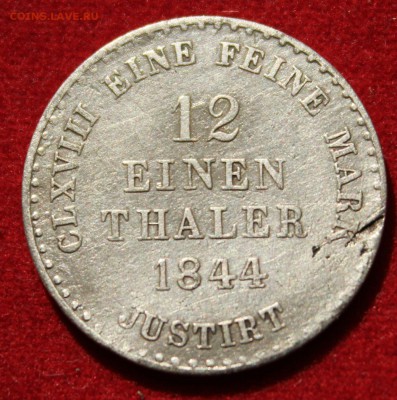 COINS.LAVE.RU
CLXVIII EINE FEINE MARK
12
EINEN
THALER
1844
JUSTIRT